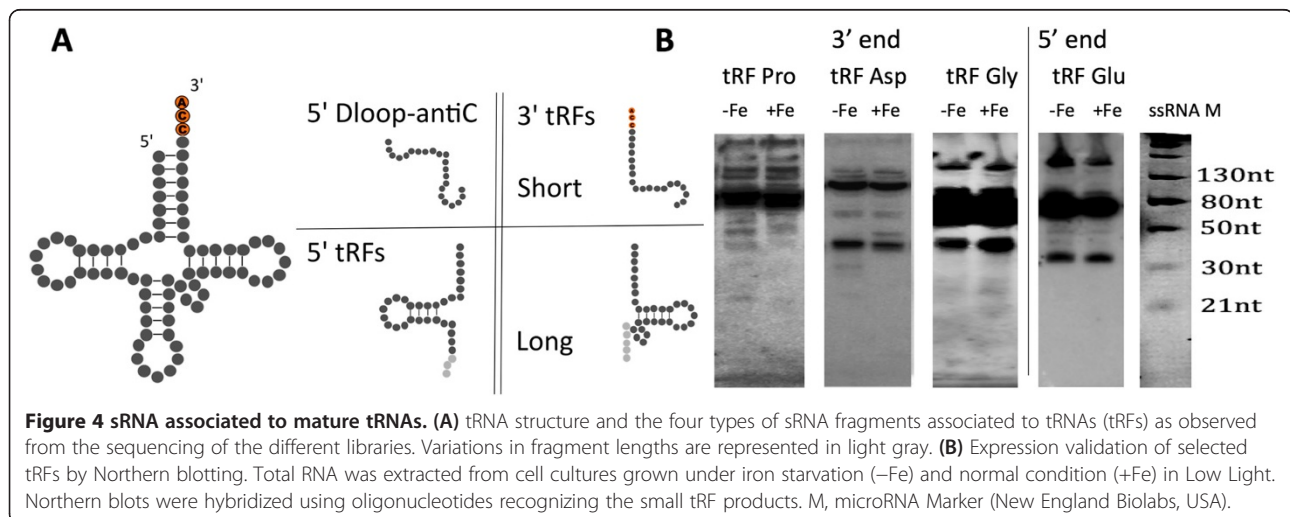 A
3'
A
C
C
5'
5' Dloop-antiC
3' tRFs
Short
5' tRFs
Long
B
3' end
5' end
tRF Pro
tRF Asp
tRF Gly
tRF Glu
-Fe +Fe
-Fe +Fe
-Fe +Fe
-Fe +Fe
ssRNA M
130nt
80nt
50nt
30nt
21nt
Figure 4 sRNA associated to mature tRNAs. (A) tRNA structure and the four types of sRNA fragments associated to tRNAs (tRFs) as observed
from the sequencing of the different libraries. Variations in fragment lengths are represented in light gray. (B) Expression validation of selected
tRFs by Northern blotting. Total RNA was extracted from cell cultures grown under iron starvation (−Fe) and normal condition (+Fe) in Low Light.
Northern blots were hybridized using oligonucleotides recognizing the small tRF products. M, microRNA Marker (New England Biolabs, USA).